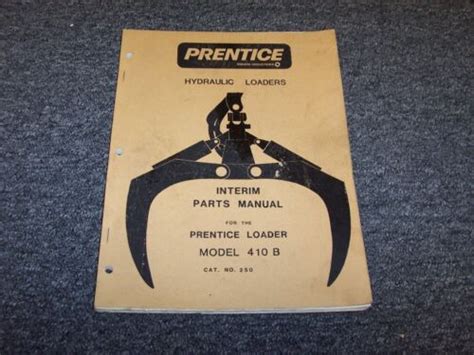 PRENTICE
HYDRAULIC LOADERS
INTERIM
PARTS MANUAL
FOR THE
PRENTICE LOADER
MODEL 410 B
CAT. NO. 250